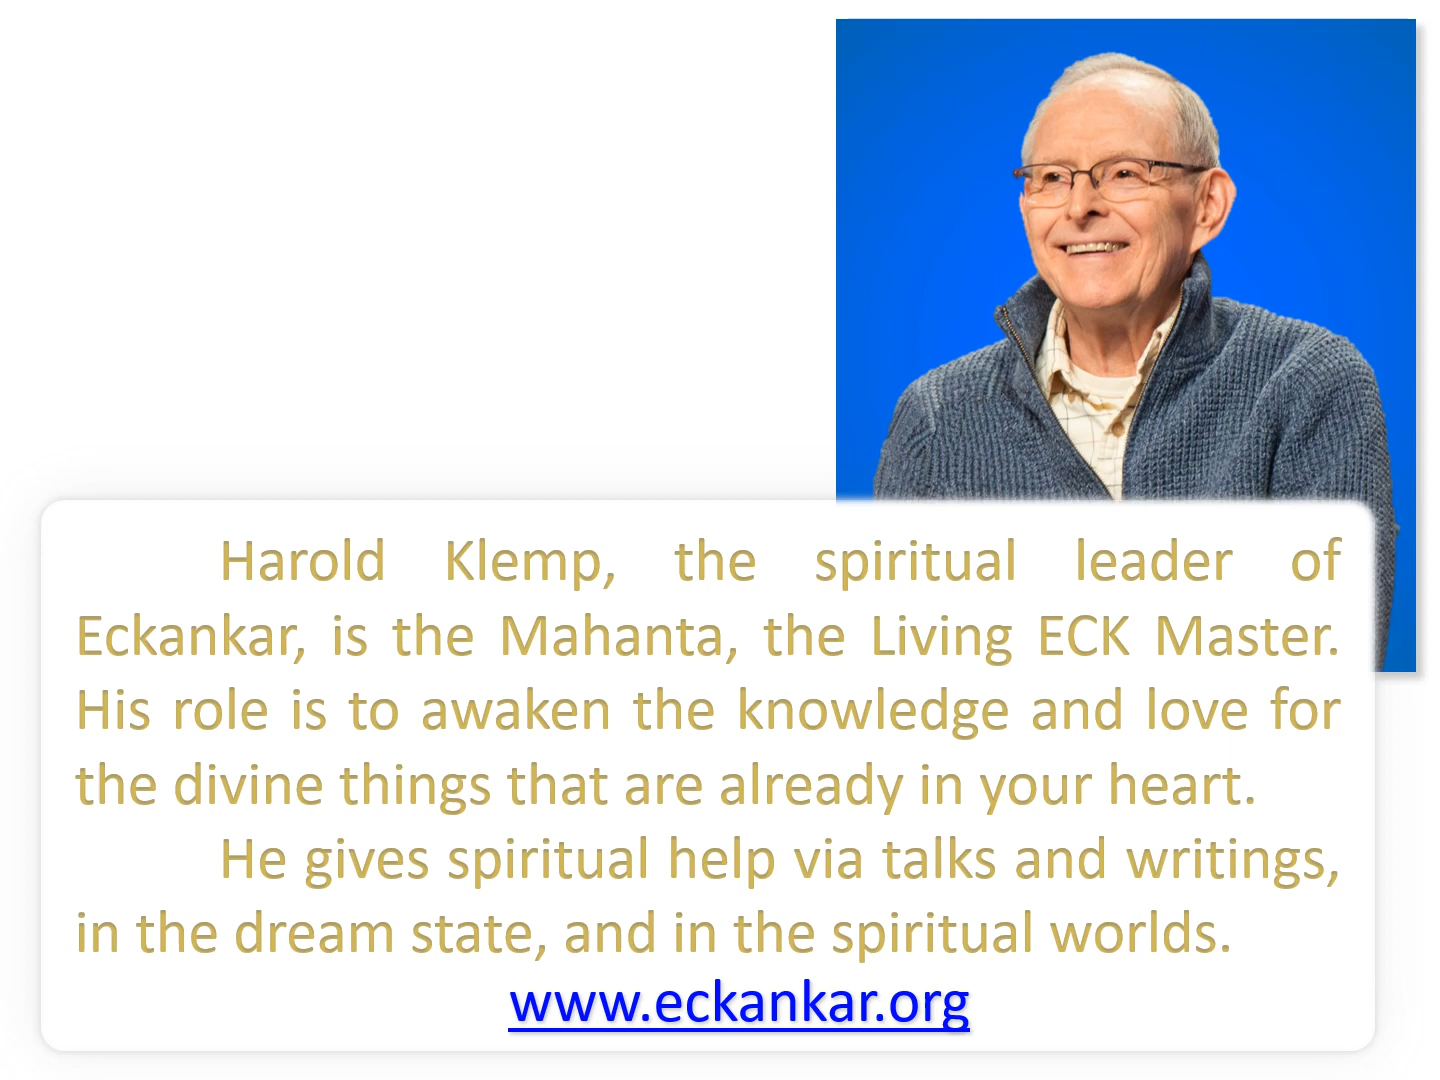 Harold Klemp, the spiritual leader of
Eckankar, is the Mahanta, the Living ECK Master.
His role is to awaken the knowledge and love for
the divine things that are already in your heart.
He gives spiritual help via talks and writings,
in the dream state, and in the spiritual worlds.
www.eckankar.org